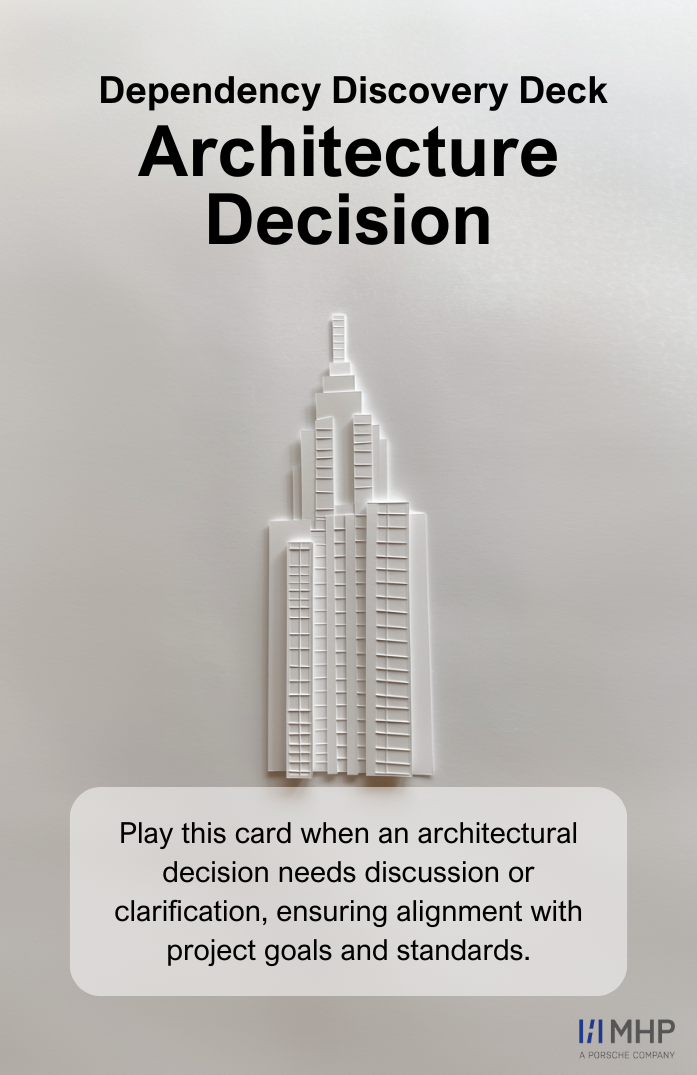 Dependency Discovery Deck
Architecture
Decision
Play this card when an architectural
decision needs discussion or
clarification, ensuring alignment with
project goals and standards.
MHP
A PORSCHE COMPANY